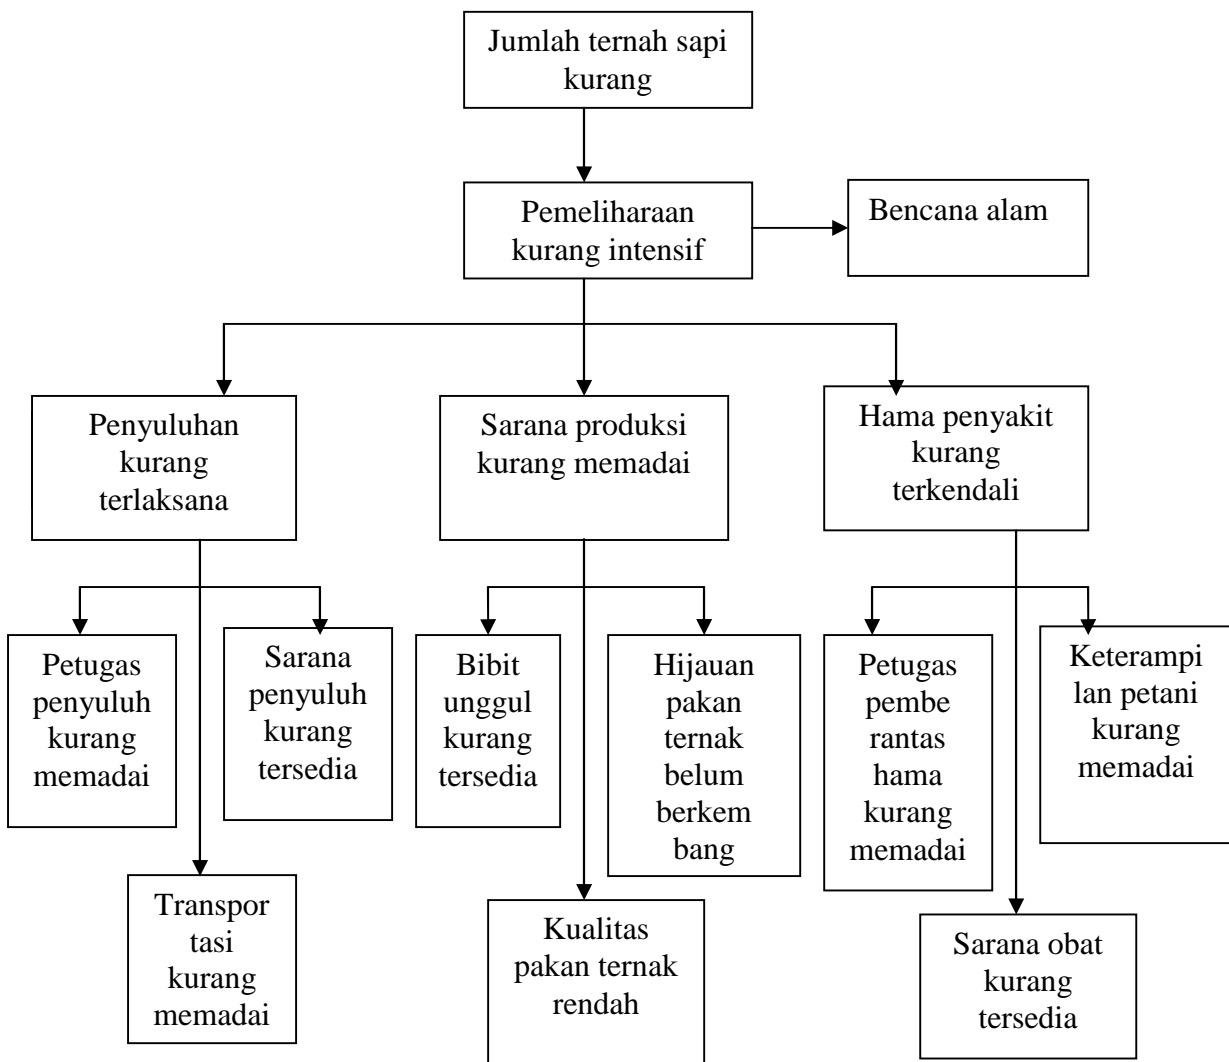 Jumlah ternah sapi
kurang
Pemeliharaan
kurang intensif
Bencana alam
Penyuluhan
kurang
terlaksana
Sarana produksi
kurang memadai
Hama penyakit
kurang
terkendali
Petugas
penyuluh
kurang
memadai
Sarana
penyuluh
kurang
tersedia
Bibit
unggul
kurang
tersedia
Hijauan
pakan
ternak
belum
berkem
bang
Petugas
pembe
rantas
hama
kurang
memadai
Keterampi
lan petani
kurang
memadai
Transpor
tasi
kurang
memadai
Kualitas
pakan ternak
rendah
Sarana obat
kurang
tersedia